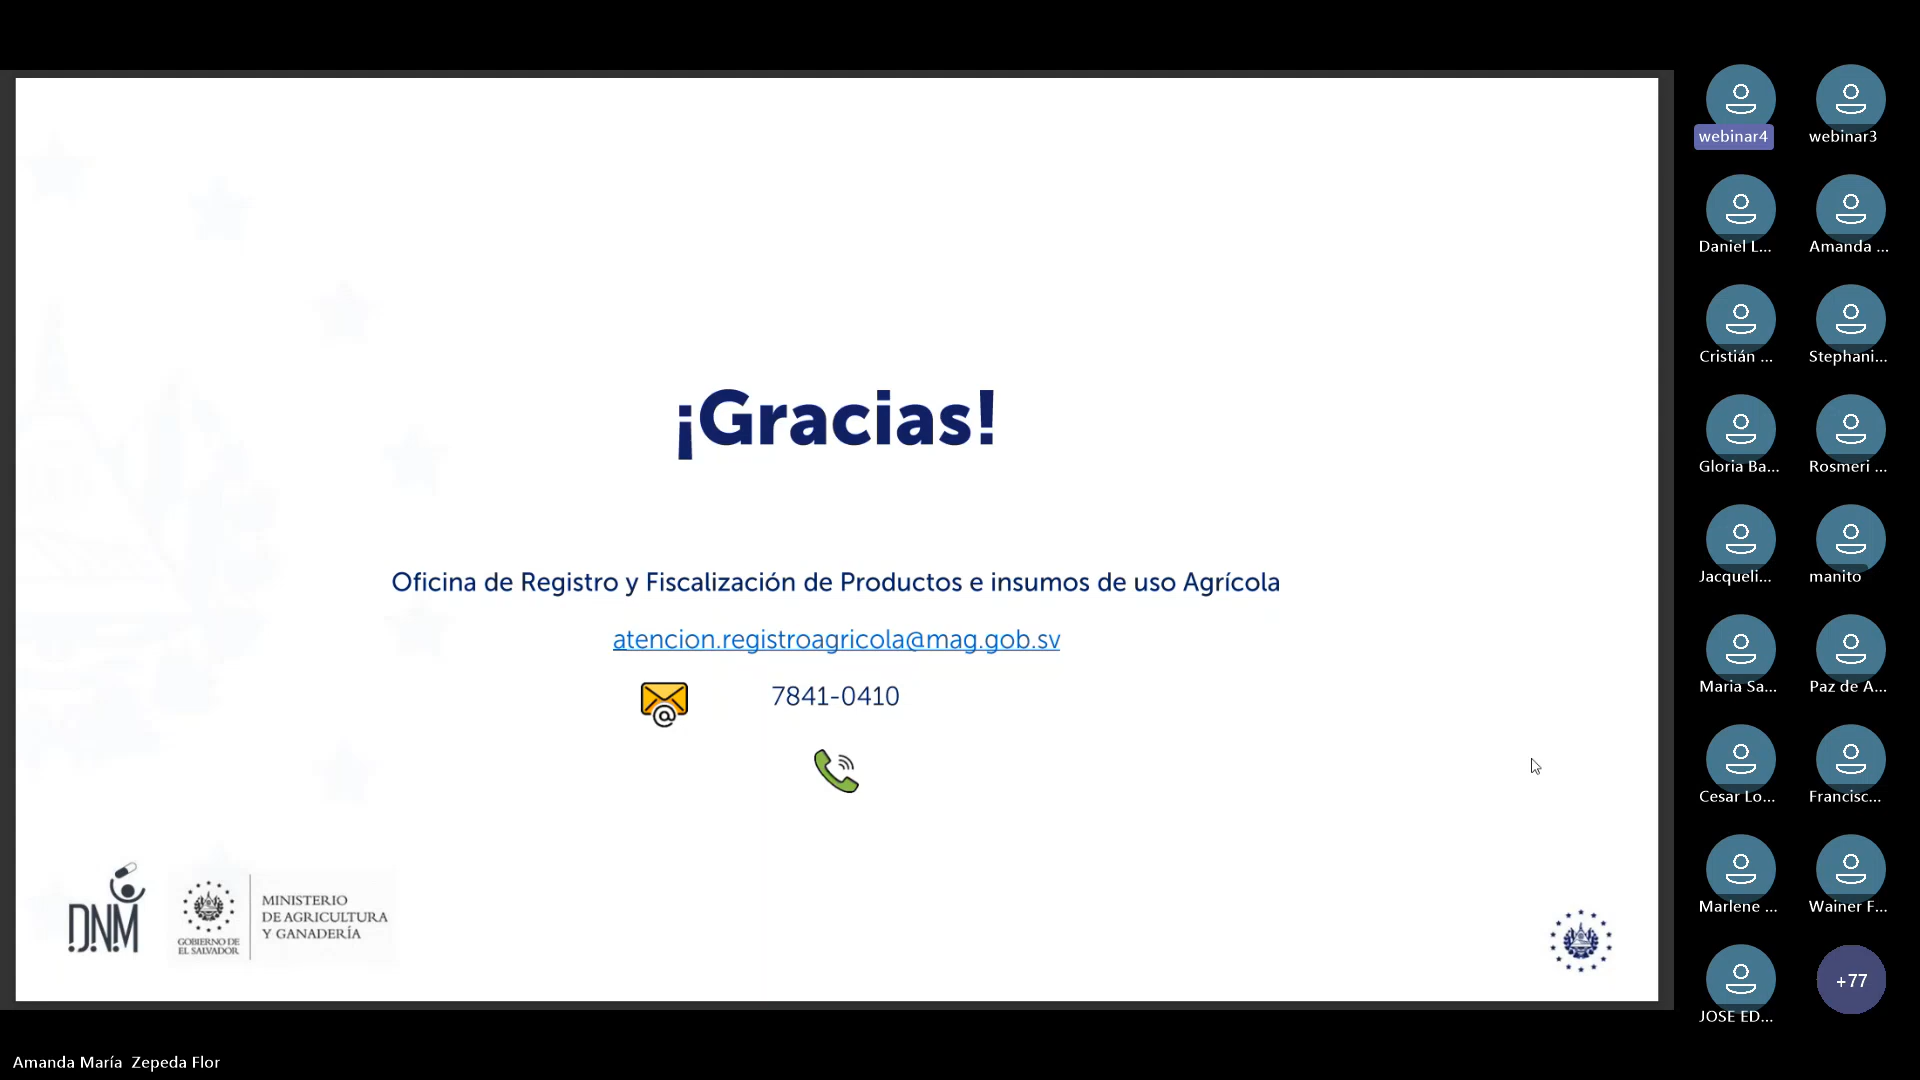 ¡Gracias!
Oficina de Registro y Fiscalización de Productos e insumos de uso Agrícola
atencion.registroagricola@mag.gob.sv
7841-0410
DNM
GOBIERNO DE
EL SALVADOR
MINISTERIO
DE AGRICULTURA
Y GANADERÍA
webinar4
webinar3
Daniel L...
Amanda ...
Cristián ...
Stephani...
Gloria Ba...
Rosmeri ...
Jacqueli...
manito
Maria Sa...
Paz de A...
Cesar Lo...
Francisc...
Marlene ...
Wainer F...
JOSE ED...
+77
Amanda María  Zepeda Flor